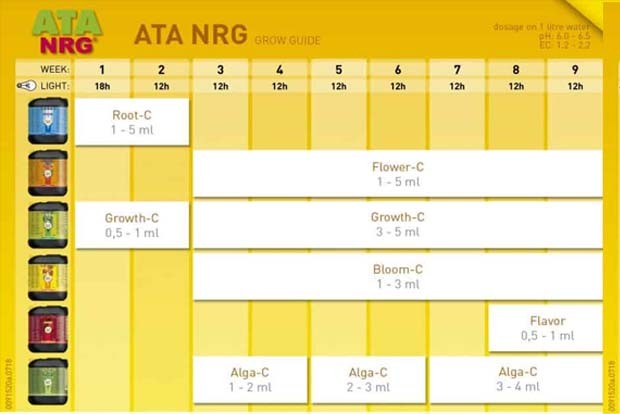 ATA
NRG®
ATA NRG GROW GUIDE
dosage on 1 litre water
pH: 6.0 - 6.5
EC: 1.2 - 2.2
WEEK: 1 2 3 4 5 6 7 8 9
LIGHT: 18h 12h 12h 12h 12h 12h 12h 12h 12h
Root-C
1 - 5 ml
Flower-C
1 - 5 ml
Growth-C
0,5 - 1 ml
Growth-C
3 - 5 ml
Bloom-C
1 - 3 ml
Flavor
0,5 - 1 ml
Alga-C
1 - 2 ml
Alga-C
2 - 3 ml
Alga-C
3 - 4 ml
0091520a.0718
0091520a.0718